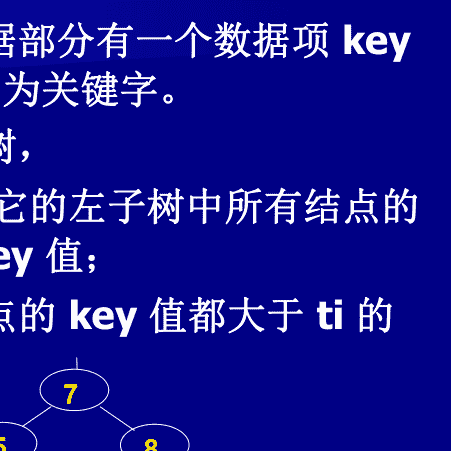 据部分有一个数据项 key
为关键字。
树，
它的左子树中所有结点的
ey 值；
点的 key 值都大于 ti 的
7
5
8